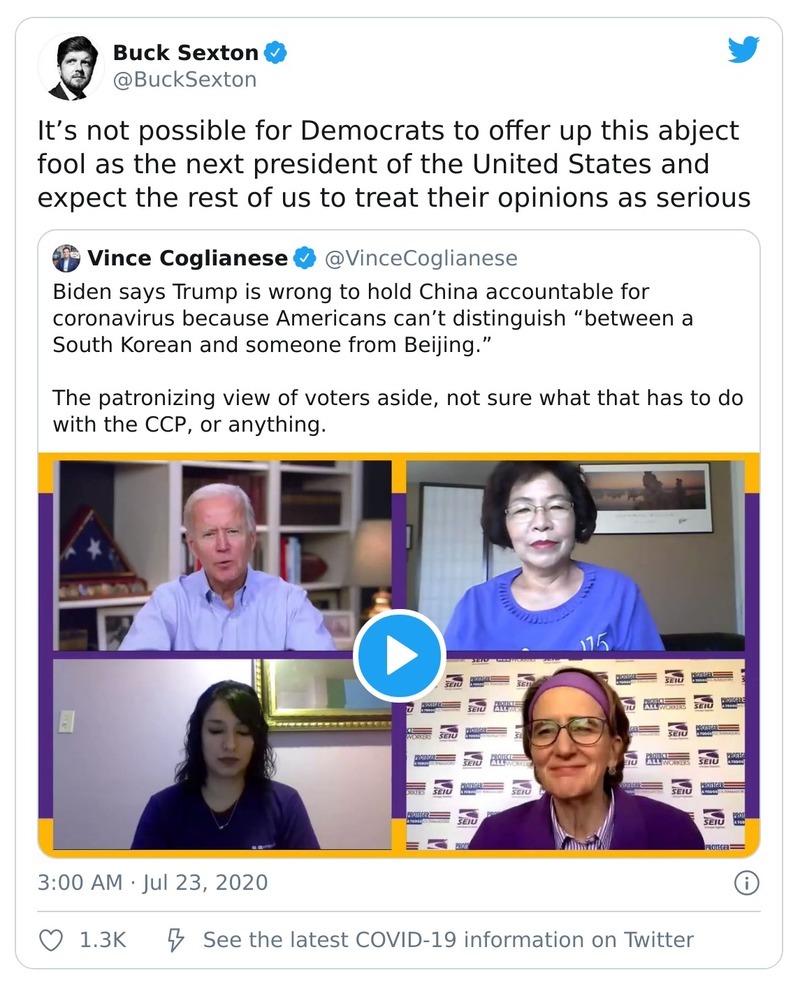 Buck Sexton
@BuckSexton
It’s not possible for Democrats to offer up this abject
fool as the next president of the United States and
expect the rest of us to treat their opinions as serious
Vince Coglianese @VinceCoglianese
Biden says Trump is wrong to hold China accountable for
coronavirus because Americans can’t distinguish “between a
South Korean and someone from Beijing.”
The patronizing view of voters aside, not sure what that has to do
with the CCP, or anything.
SEIU
PROTECT
ALL WORKERS
3:00 AM · Jul 23, 2020
1.3K
See the latest COVID-19 information on Twitter